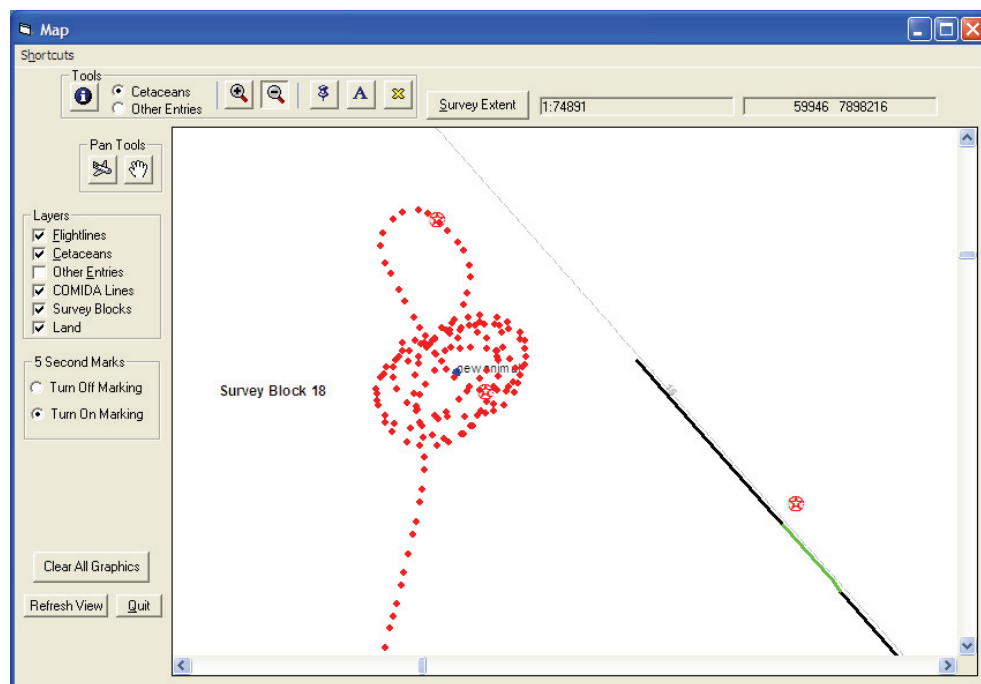 Map
Shortcuts
Tools
Cetaceans
Other Entries
A
Survey Extent
1:74891
59946 7898216
Pan Tools
Layers
Flightlines
Cetaceans
Other Entries
COMIDA Lines
Survey Blocks
Land
5 Second Marks
Turn Off Marking
Turn On Marking
Survey Block 18
Clear All Graphics
Refresh View
Quit